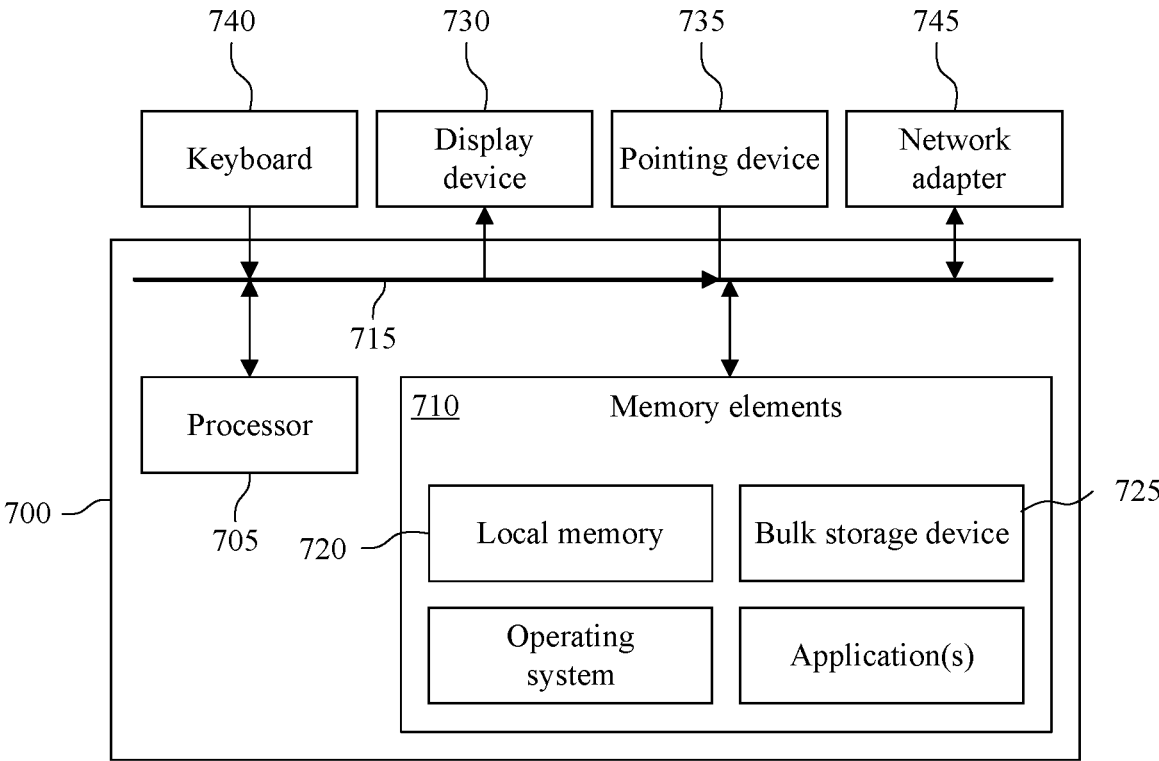 740 730 735 745
Keyboard
Display
device
Pointing device
Network
adapter
715
710 Memory elements
Processor
700
705
720
Local memory
Bulk storage device
725
Operating
system
Application(s)